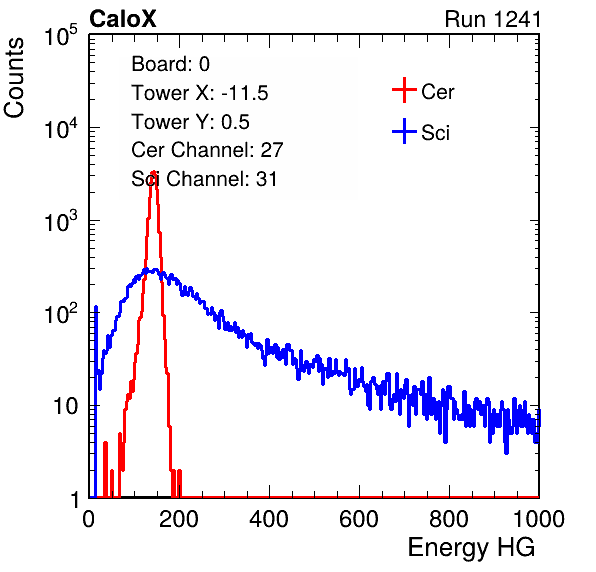 CaloX Run 1241
10^5
10^4
10^3
10^2
10
1
Counts
Board: 0
Tower X: -11.5
Tower Y: 0.5
Cer Channel: 27
Sci Channel: 31
Cer
Sci
0 200 400 600 800 1000
Energy HG